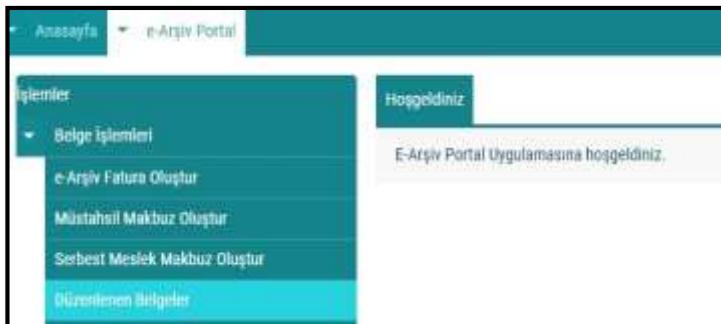 Anasayfa
e-Arşiv Portal
İşlemler
Belge İşlemleri
e-Arşiv Fatura Oluştur
Müstahsil Makbuz Oluştur
Serbest Meslek Makbuz Oluştur
Düzenlenen Belgeler
Hoşgeldiniz
E-Arşiv Portal Uygulamasına hoşgeldiniz.